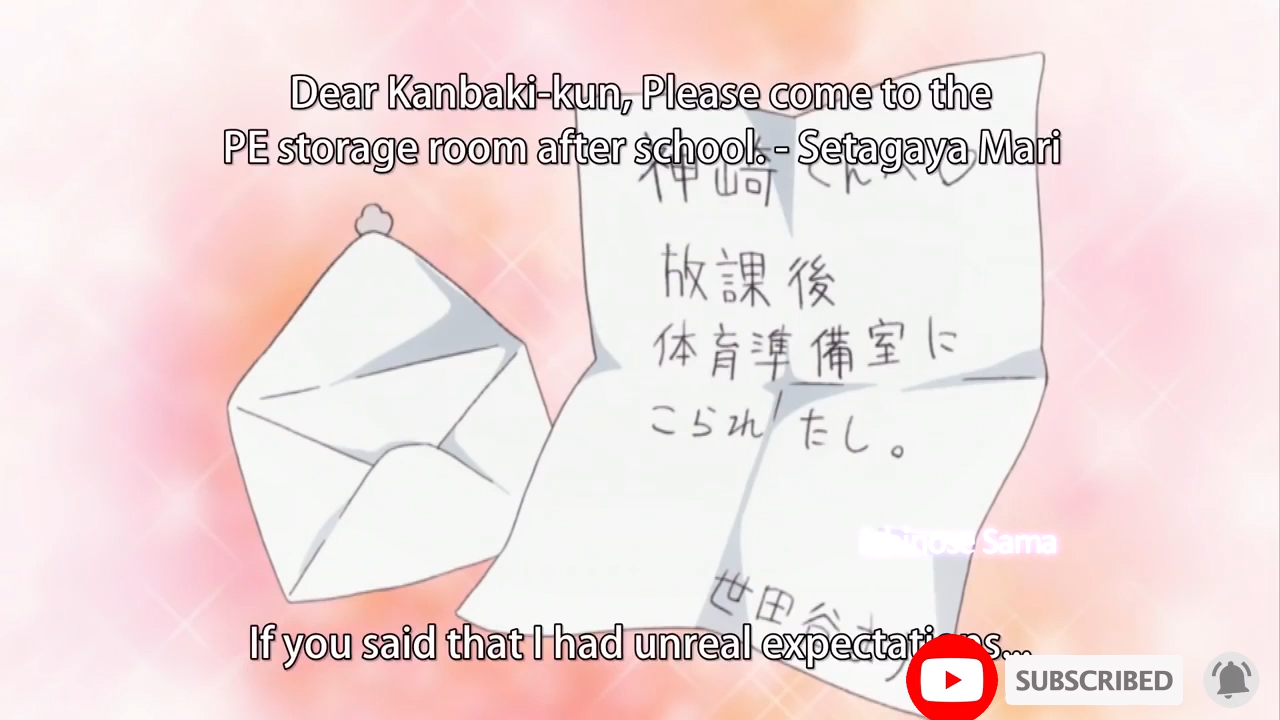 Dear Kanbaki-kun, Please come to the
PE storage room after school. - Setagaya Mari
神崎くんへ♡
放課後
体育準備室に
こられたし。
世田谷
Sama
If you said that I had unreal expectations...
SUBSCRIBED